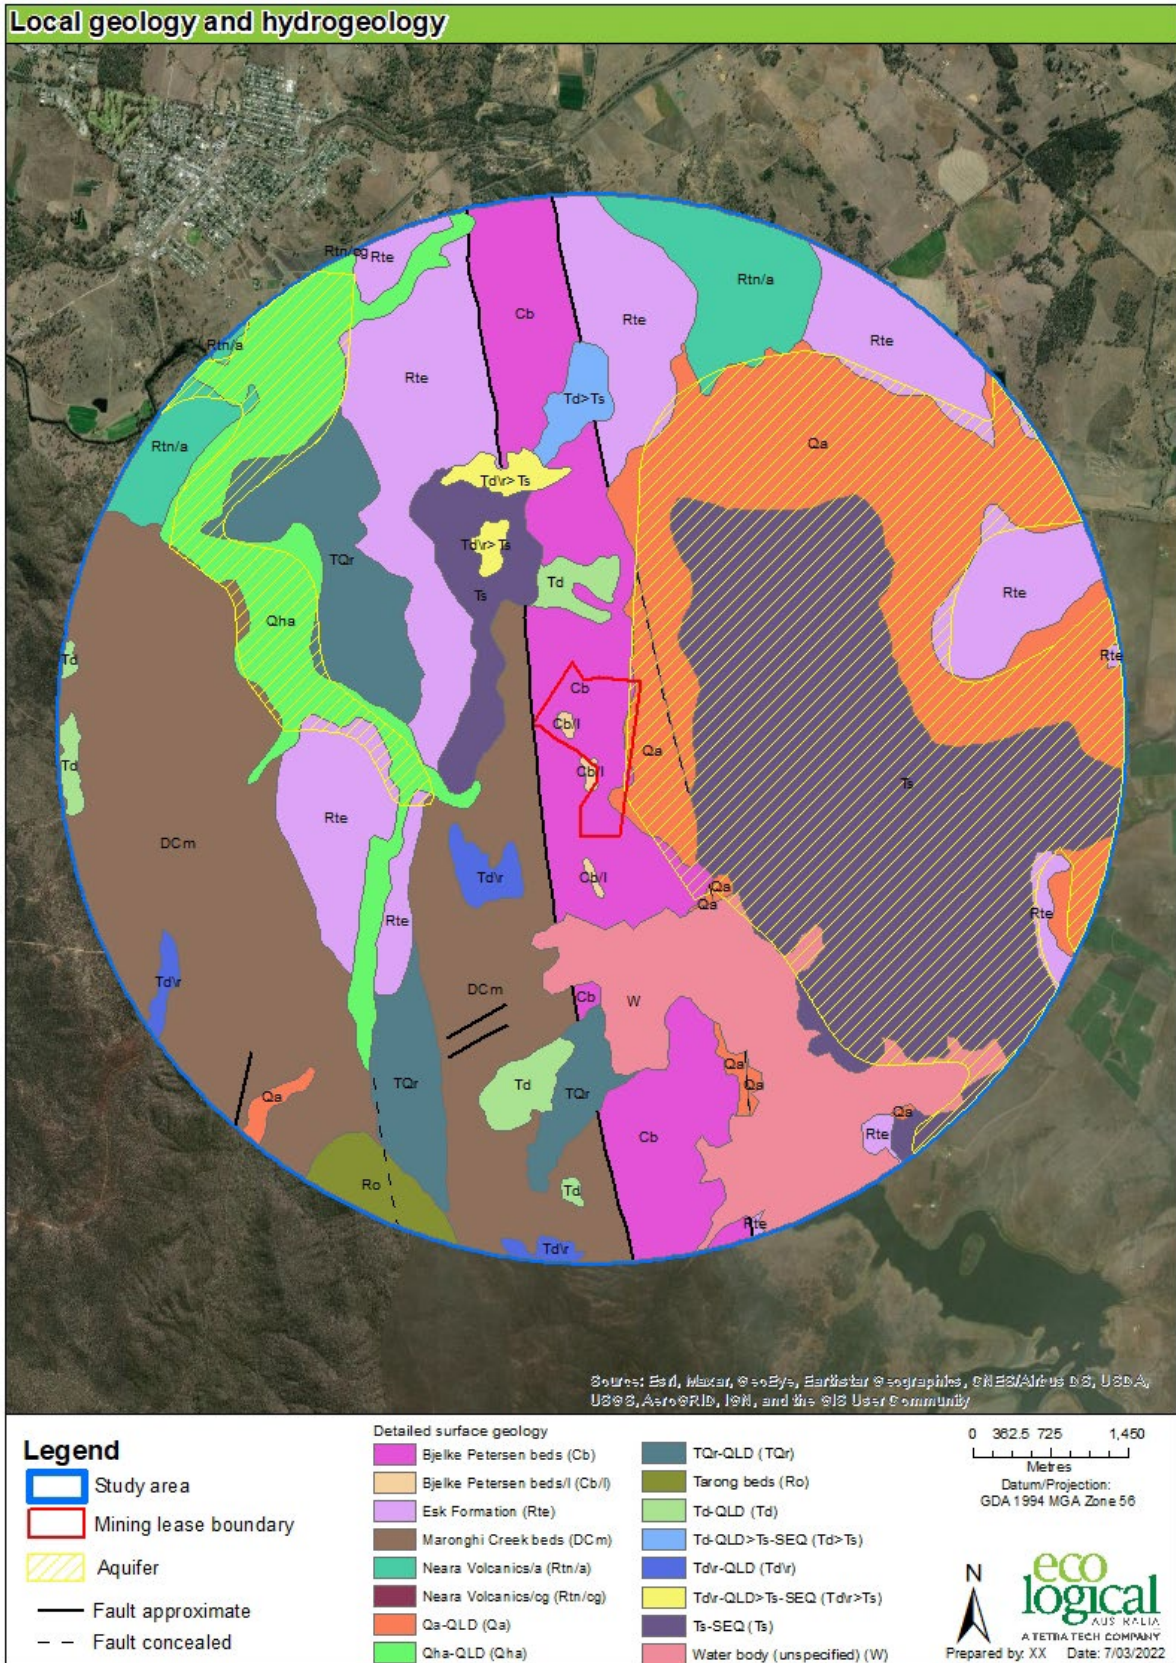 Local geology and hydrogeology
Rtn/cg
Rte
Rtn/a
Cb
Rte
Rte
Rtn/a
Rte
Td>Ts
Qa
Rtn/a
Td\r>Ts
Td\r>Ts
TQr
Td
Ts
Rte
Qha
Td
Rte
Cb
Cb/l
Qa
Td
Cb/l
Ts
Rte
DCm
Td\r
Cb/l
Qa
Qa
Rte
Rte
Td\r
DCm
Cb
W
Qa
Qa
Td
TQr
TQr
Qa
Qa
Cb
Rte
Ro
Td
Rte
Td\r
Source: Esri, Maxar, GeoEye, Earthstar Geographics, CNES/Airbus DS, USDA,
USGS, AeroGRID, IGN, and the GIS User Community
Legend
Study area
Mining lease boundary
Aquifer
Fault approximate
Fault concealed
Detailed surface geology
Bjelke Petersen beds (Cb)
Bjelke Petersen beds/l (Cb/l)
Esk Formation (Rte)
Maronghi Creek beds (DCm)
Neara Volcanics/a (Rtn/a)
Neara Volcanics/cg (Rtn/cg)
Qa-QLD (Qa)
Qha-QLD (Qha)
TQr-QLD (TQr)
Tarong beds (Ro)
Td-QLD (Td)
Td-QLD>Ts-SEQ (Td>Ts)
Td\r-QLD (Td\r)
Td\r-QLD>Ts-SEQ (Td\r>Ts)
Ts-SEQ (Ts)
Water body (unspecified) (W)
0 362.5 725 1,450
Metres
Datum/Projection:
GDA 1994 MGA Zone 56
N
eco
logical
AUSTRALIA
A TETRA TECH COMPANY
Prepared by: XX Date: 7/03/2022